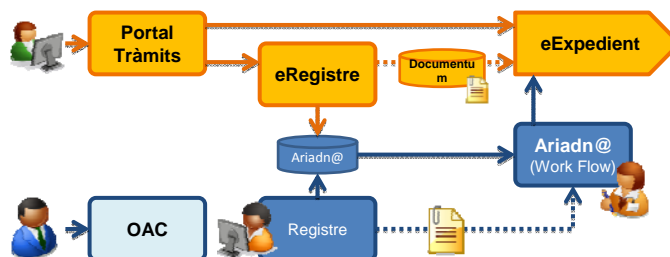 Portal
Tràmits
eRegistre
Documentu
m
eExpedient
Ariadn@
Ariadn@
(Work Flow)
OAC
Registre